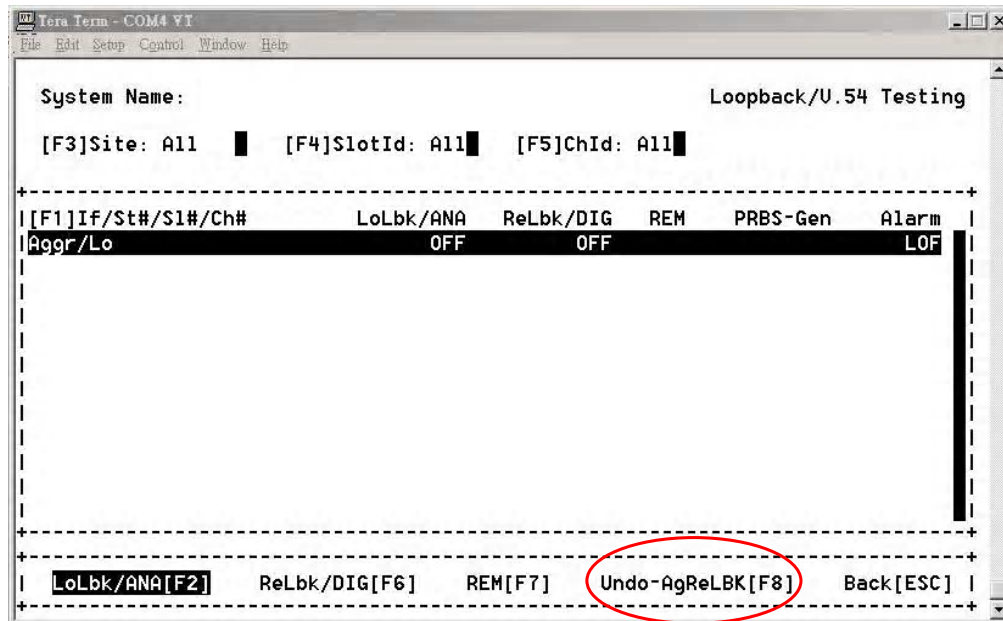 Tera Term - COM4 VT
File Edit Setup Control Window Help
System Name: Loopback/V.54 Testing
[F3]Site: All [F4]SlotId: All [F5]ChId: All
[F1]If/St#/Sl#/Ch# LoLbk/ANA ReLbk/DIG REM PRBS-Gen Alarm
Aggr/Lo OFF OFF LOF
LoLbk/ANA[F2] ReLbk/DIG[F6] REM[F7] Undo-AgReLBK[F8] Back[ESC]